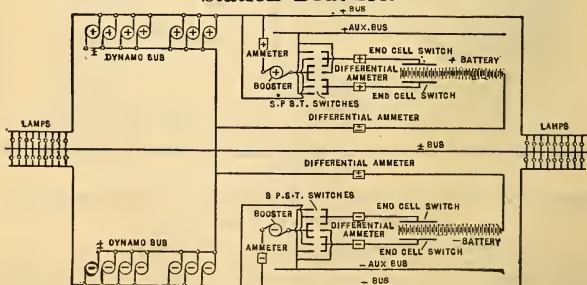 + BUS
+ AUX. BUS
± DYNAMO BUS
AMMETER
END CELL SWITCH
+ BATTERY
DIFFERENTIAL
AMMETER
BOOSTER
END CELL SWITCH
S.P D.T. SWITCHES
DIFFERENTIAL AMMETER
LAMPS
LAMPS
± BUS
DIFFERENTIAL AMMETER
S P.S.T. SWITCHES
END CELL SWITCH
BOOSTER
DIFFERENTIAL
AMMETER
± DYNAMO BUS
AMMETER
- BATTERY
END CELL SWITCH
- AUX BUS
- BUS